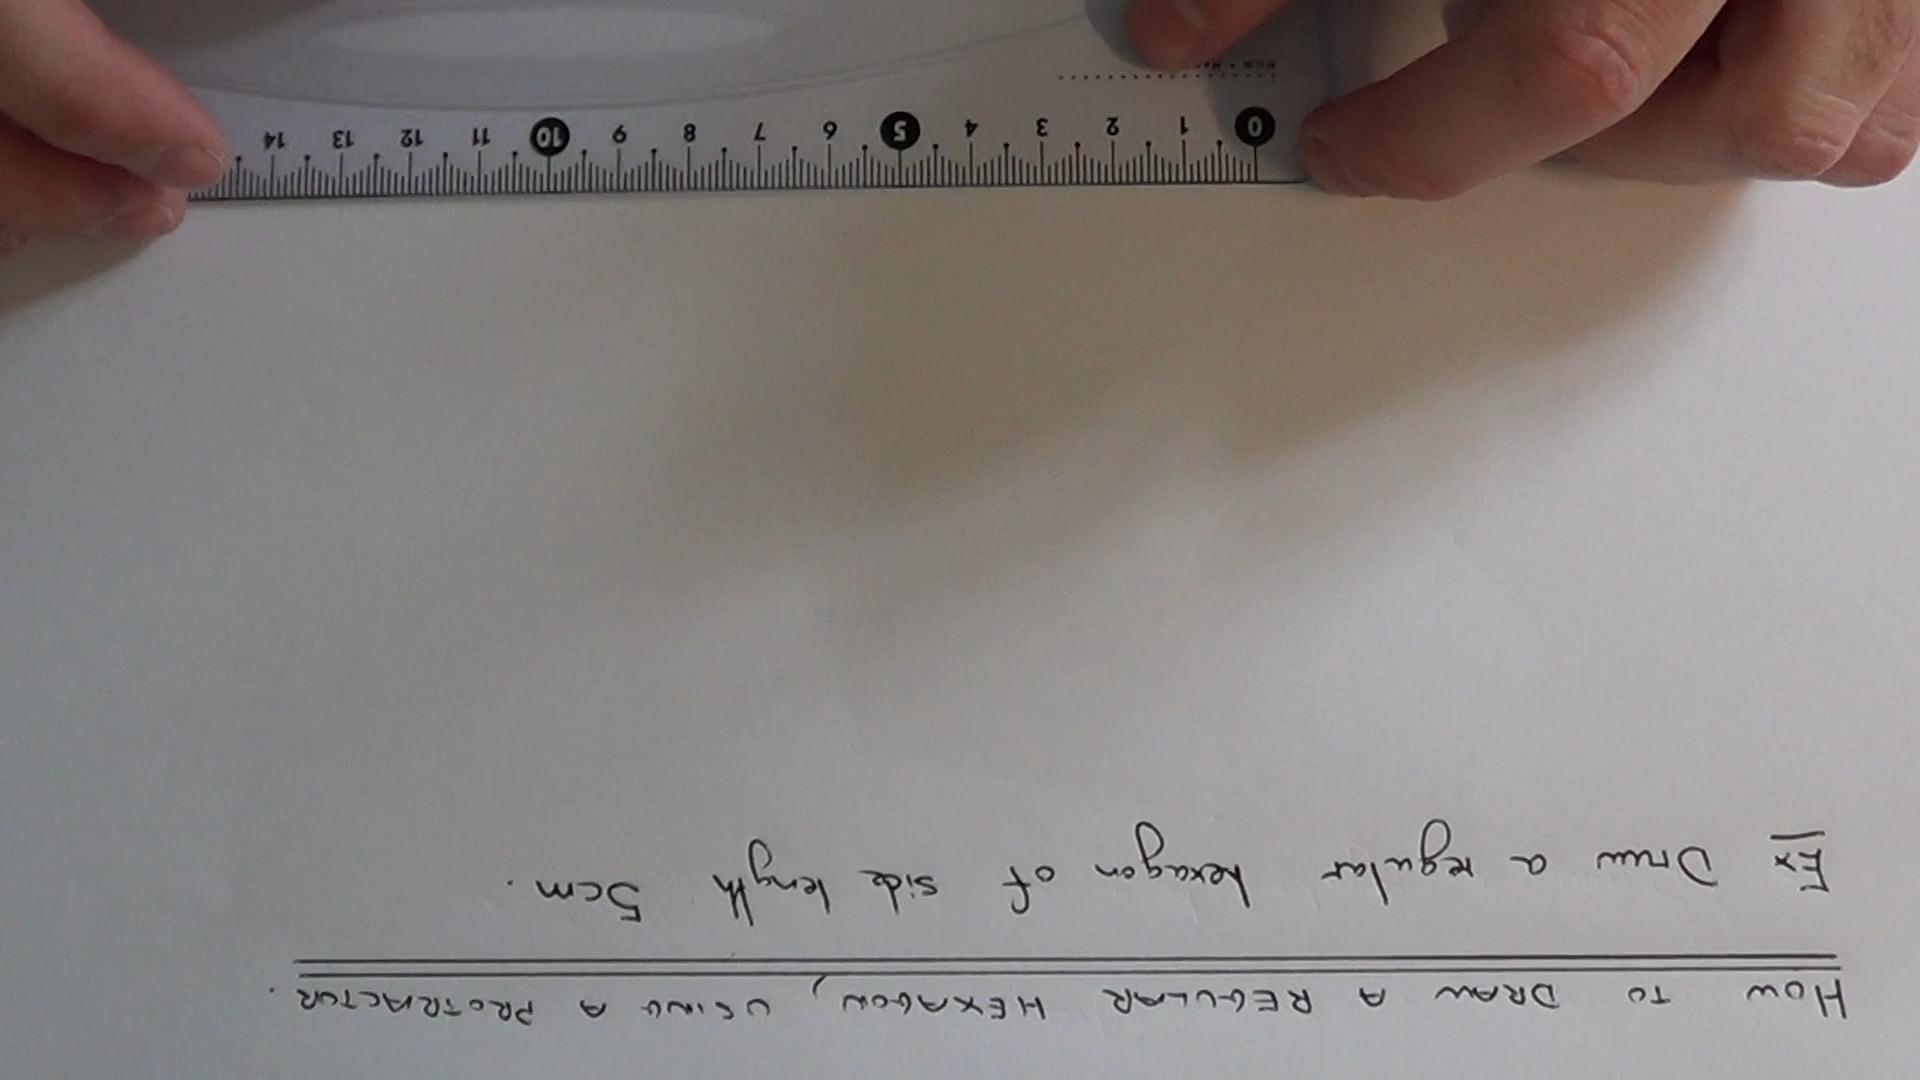 HOW TO DRAW A REGULAR HEXAGON, USING A PROTRACTOR.
Ex Draw a regular hexagon of side length 5cm.
0 1 2 3 4 5 6 7 8 9 10 11 12 13 14